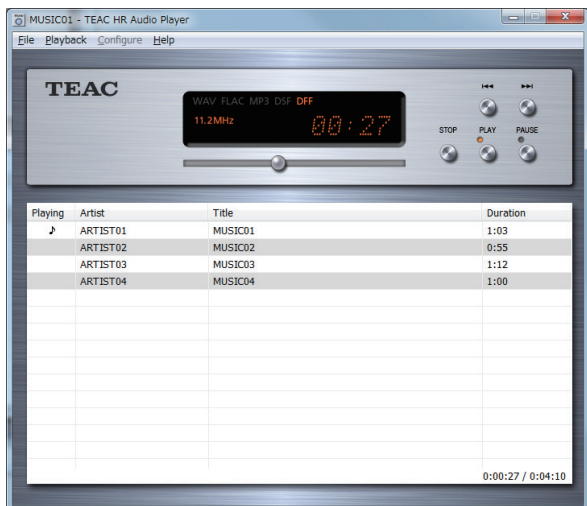 MUSIC01 - TEAC HR Audio Player
File Playback Configure Help
TEAC
WAV FLAC MP3 DSF DFF
11.2MHz
00:27
STOP PLAY PAUSE
Playing Artist Title Duration
♪ ARTIST01 MUSIC01 1:03
ARTIST02 MUSIC02 0:55
ARTIST03 MUSIC03 1:12
ARTIST04 MUSIC04 1:00
0:00:27 / 0:04:10